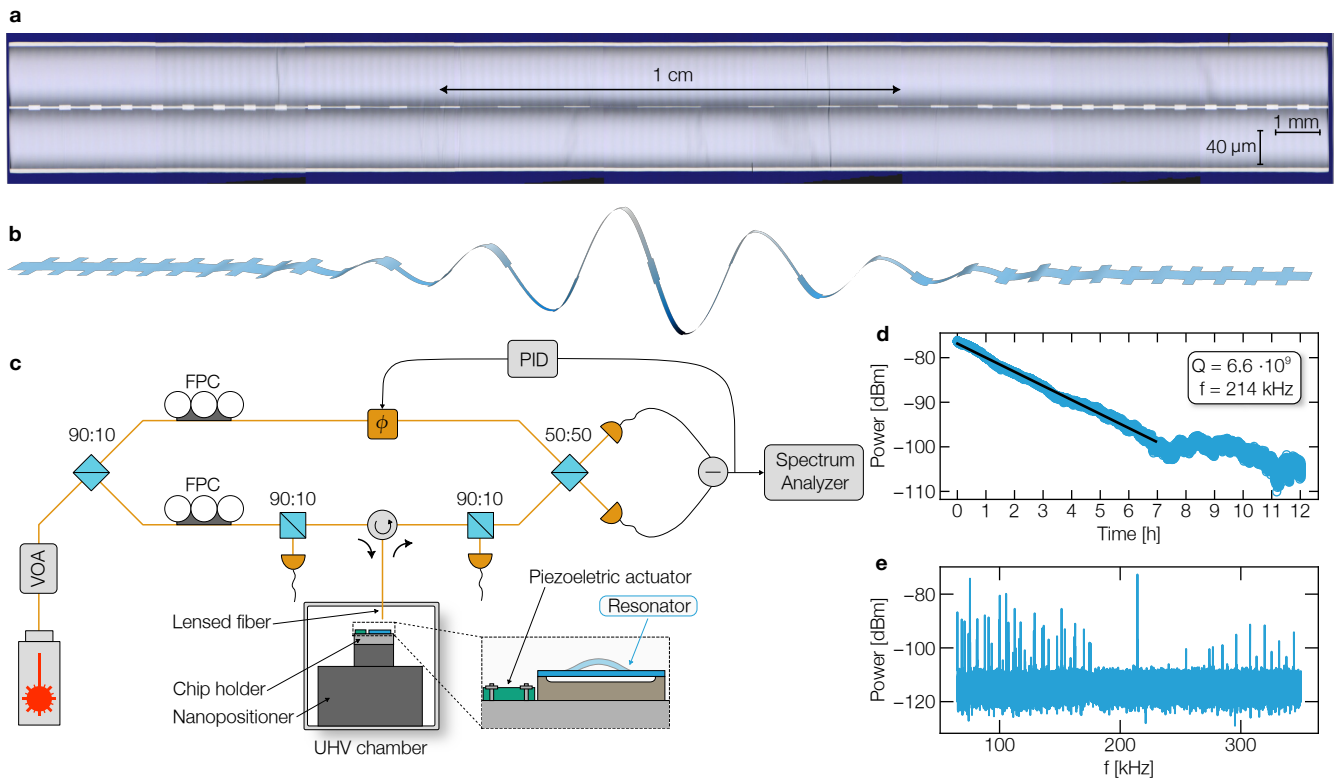 a
1 cm
1 mm
40 µm
b
c
PID
FPC
ϕ
90:10
50:50
FPC
90:10
90:10
−
Spectrum
Analyzer
VOA
Lensed fiber
Chip holder
Nanopositioner
UHV chamber
Piezoeletric actuator
Resonator
d
Power [dBm]
−80
−90
−100
−110
Q = 6.6 ·10⁹
f = 214 kHz
0 1 2 3 4 5 6 7 8 9 10 11 12
Time [h]
e
Power [dBm]
−80
−100
−120
100 200 300
f [kHz]